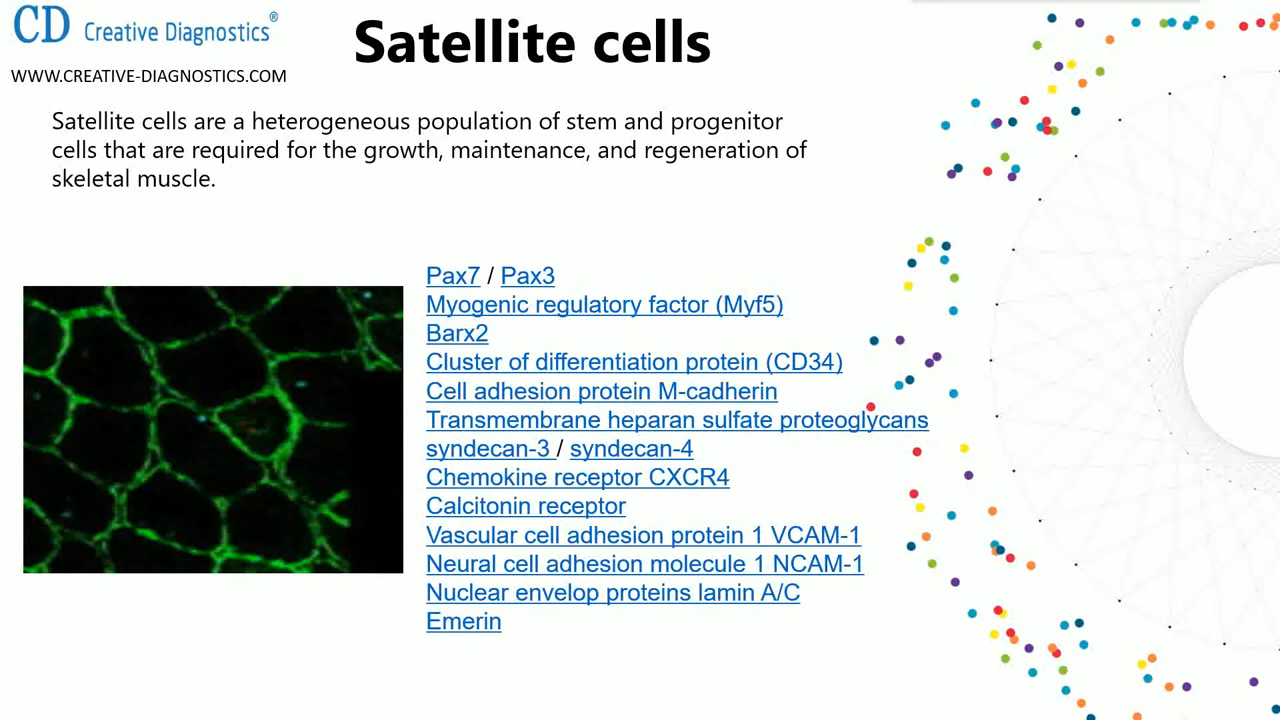 CD Creative Diagnostics®
WWW.CREATIVE-DIAGNOSTICS.COM
Satellite cells
Satellite cells are a heterogeneous population of stem and progenitor
cells that are required for the growth, maintenance, and regeneration of
skeletal muscle.
Pax7 / Pax3
Myogenic regulatory factor (Myf5)
Barx2
Cluster of differentiation protein (CD34)
Cell adhesion protein M-cadherin
Transmembrane heparan sulfate proteoglycans
syndecan-3 / syndecan-4
Chemokine receptor CXCR4
Calcitonin receptor
Vascular cell adhesion protein 1 VCAM-1
Neural cell adhesion molecule 1 NCAM-1
Nuclear envelop proteins lamin A/C
Emerin